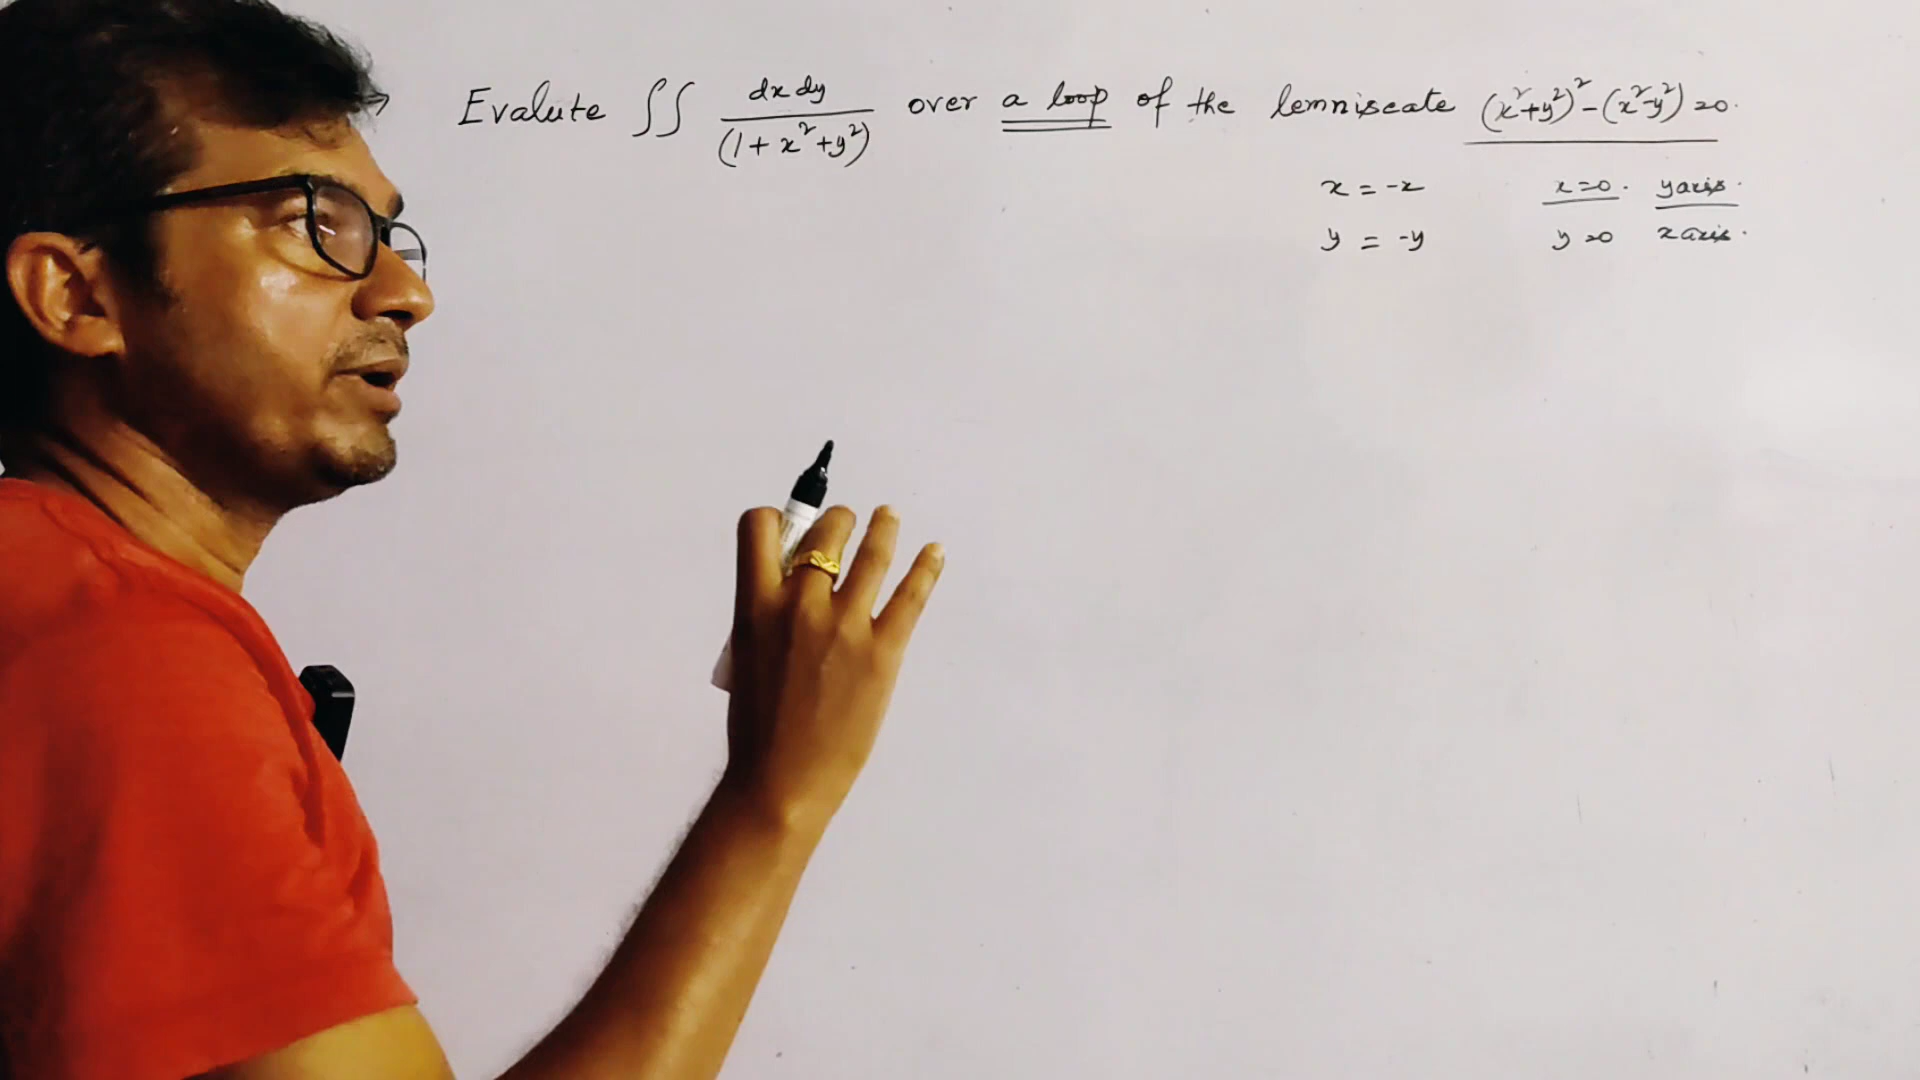 → Evalute ∫∫ dx dy / (1 + x² + y²) over a loop of the lemniscate (x² + y²)² - (x² - y²) = 0.
x = -x x = 0. y axis.
y = -y y = 0 x axis.